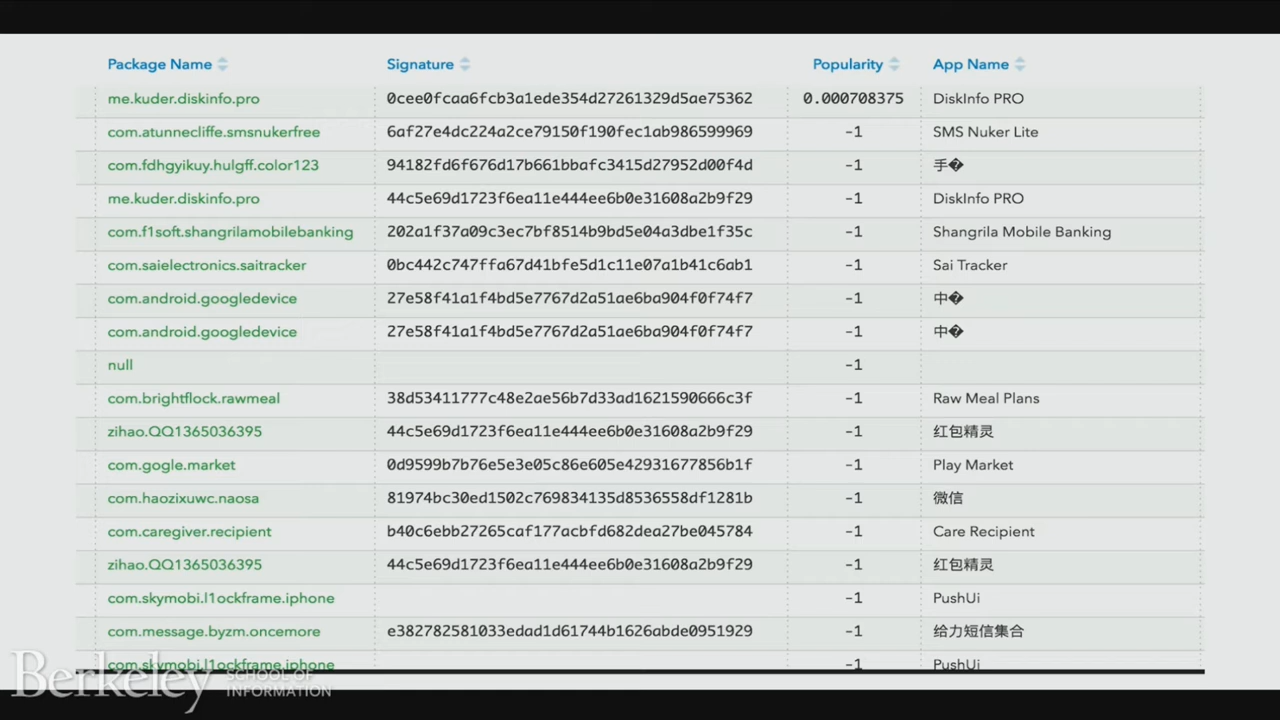 Package Name Signature Popularity App Name
me.kuder.diskinfo.pro 0cee0fcaa6fcb3a1ede354d27261329d5ae75362 0.000708375 DiskInfo PRO
com.atunnecliffe.smsnukerfree 6af27e4dc224a2ce79150f190fec1ab986599969 -1 SMS Nuker Lite
com.fdhgyikuy.hulgff.color123 94182fd6f676d17b661bbafc3415d27952d00f4d -1 手�
me.kuder.diskinfo.pro 44c5e69d1723f6ea11e444ee6b0e31608a2b9f29 -1 DiskInfo PRO
com.f1soft.shangrilamobilebanking 202a1f37a09c3ec7bf8514b9bd5e04a3dbe1f35c -1 Shangrila Mobile Banking
com.saielectronics.saitracker 0bc442c747ffa67d41bfe5d1c11e07a1b41c6ab1 -1 Sai Tracker
com.android.googledevice 27e58f41a1f4bd5e7767d2a51ae6ba904f0f74f7 -1 中�
com.android.googledevice 27e58f41a1f4bd5e7767d2a51ae6ba904f0f74f7 -1 中�
null -1
com.brightflock.rawmeal 38d53411777c48e2ae56b7d33ad1621590666c3f -1 Raw Meal Plans
zihao.QQ1365036395 44c5e69d1723f6ea11e444ee6b0e31608a2b9f29 -1 红包精灵
com.gogle.market 0d9599b7b76e5e3e05c86e605e42931677856b1f -1 Play Market
com.haozixuwc.naosa 81974bc30ed1502c769834135d8536558df1281b -1 微信
com.caregiver.recipient b40c6ebb27265caf177acbfd682dea27be045784 -1 Care Recipient
zihao.QQ1365036395 44c5e69d1723f6ea11e444ee6b0e31608a2b9f29 -1 红包精灵
com.skymobi.l1ockframe.iphone -1 PushUi
com.message.byzm.oncemore e382782581033edad1d61744b1626abde0951929 -1 给力短信集合
com.skymobi.l1ockframe.iphone -1 PushUi
Berkeley SCHOOL OF
INFORMATION